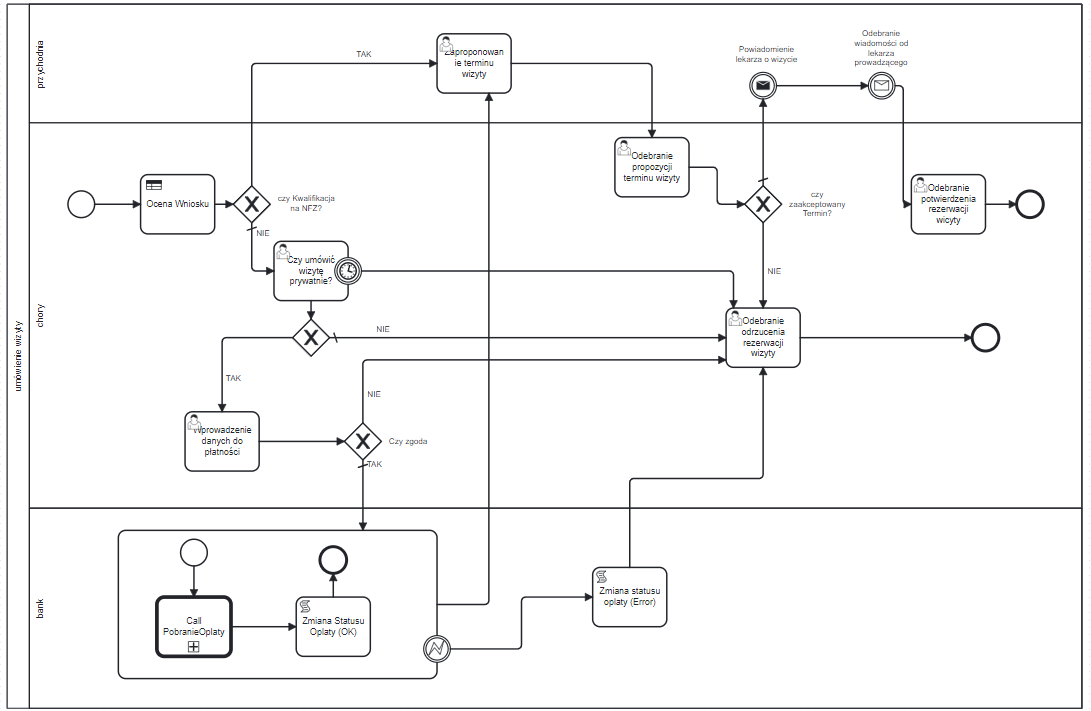 umówienie wizyty
przychodnia
TAK
Zaproponowan
ie terminu
wizyty
Powiadomienie
lekarza o wizycie
Odebranie
wiadomości od
lekarza
prowadzącego
chory
Ocena Wniosku
czy Kwalifikacja
na NFZ?
NIE
Czy umówić
wizytę
prywatnie?
Odebranie
propozycji
terminu wizyty
czy
zaakceptowany
Termin?
Odebranie
potwierdzenia
rezerwacji
wicyty
NIE
NIE
Odebranie
odrzucenia
rezerwacji
wizyty
TAK
NIE
Wprowadzenie
danych do
płatności
Czy zgoda
TAK
bank
Call
PobranieOplaty
Zmiana Statusu
Oplaty (OK)
Zmiana statusu
opłaty (Error)